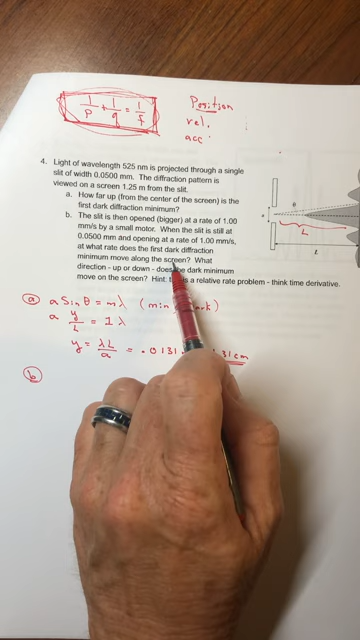 1/p + 1/q = 1/f
Position
vel.
acc.
4. Light of wavelength 525 nm is projected through a single
slit of width 0.0500 mm. The diffraction pattern is
viewed on a screen 1.25 m from the slit.
a. How far up (from the center of the screen) is the
first dark diffraction minimum?
b. The slit is then opened (bigger) at a rate of 1.00
mm/s by a small motor. When the slit is still at
0.0500 mm and opening at a rate of 1.00 mm/s,
at what rate does the first dark diffraction
minimum move along the screen? What
direction - up or down - does the dark minimum
move on the screen? Hint: is a relative rate problem - think time derivative.
θ
a
L
ⓐ a Sin θ = mλ (min ark)
a y/L = 1 λ
y = λL/a = .0131 31 cm
ⓑ